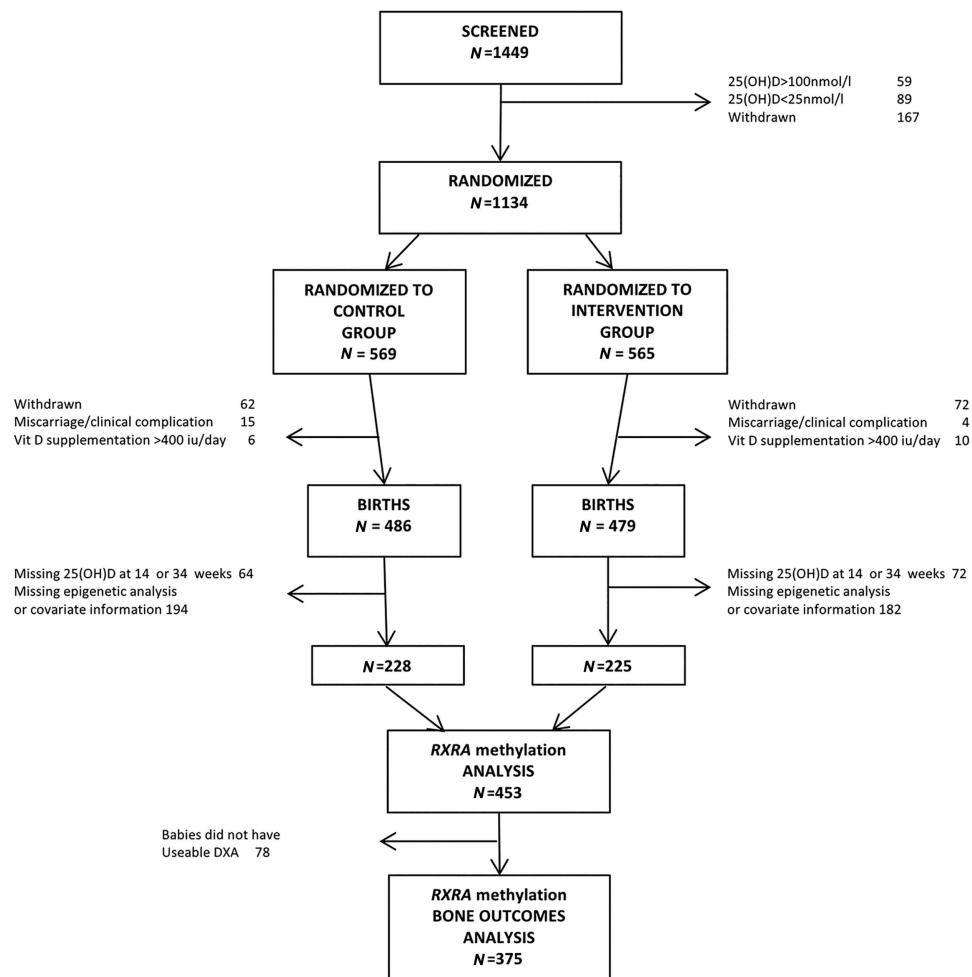 SCREENED
N=1449
25(OH)D>100nmol/l 59
25(OH)D<25nmol/l 89
Withdrawn 167
RANDOMIZED
N=1134
RANDOMIZED TO
CONTROL
GROUP
N = 569
RANDOMIZED TO
INTERVENTION
GROUP
N = 565
Withdrawn 62
Miscarriage/clinical complication 15
Vit D supplementation >400 iu/day 6
Withdrawn 72
Miscarriage/clinical complication 4
Vit D supplementation >400 iu/day 10
BIRTHS
N = 486
BIRTHS
N = 479
Missing 25(OH)D at 14 or 34 weeks 64
Missing epigenetic analysis
or covariate information 194
Missing 25(OH)D at 14 or 34 weeks 72
Missing epigenetic analysis
or covariate information 182
N=228
N=225
RXRA methylation
ANALYSIS
N=453
Babies did not have
Useable DXA 78
RXRA methylation
BONE OUTCOMES
ANALYSIS
N=375